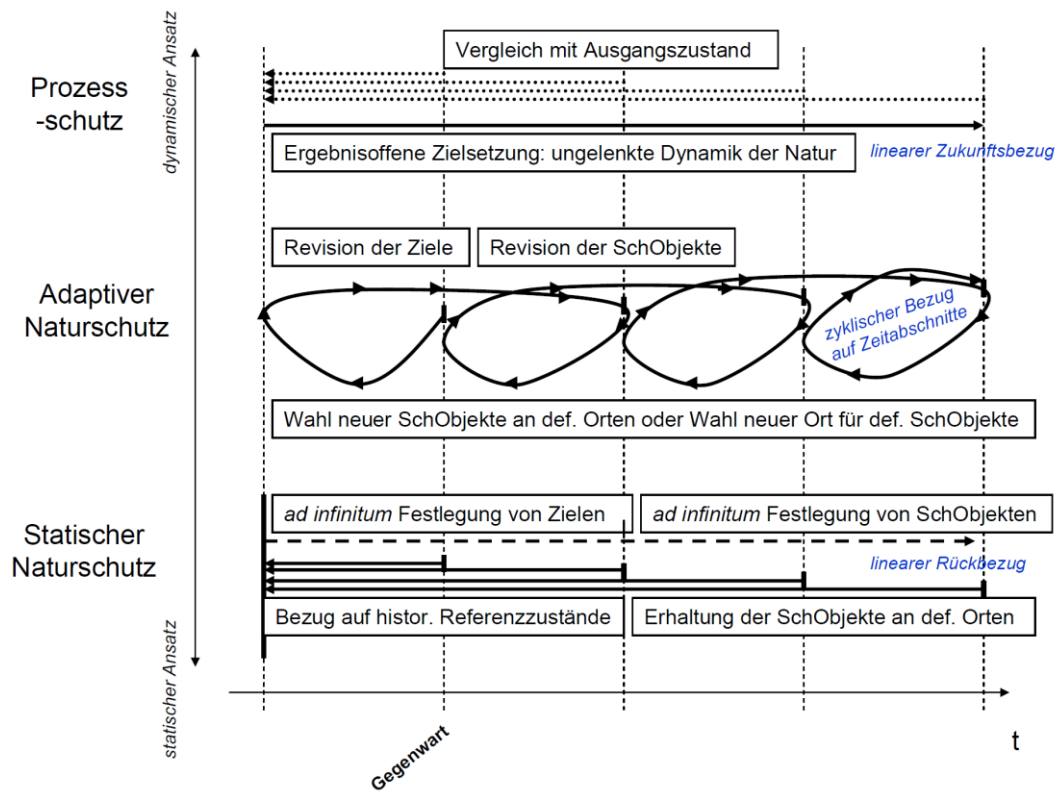 dynamischer Ansatz
Prozess
-schutz
Vergleich mit Ausgangszustand
Ergebnisoffene Zielsetzung: ungelenkte Dynamik der Natur
linearer Zukunftsbezug
Adaptiver
Naturschutz
Revision der Ziele
Revision der SchObjekte
zyklischer Bezug
auf Zeitabschnitte
Wahl neuer SchObjekte an def. Orten oder Wahl neuer Ort für def. SchObjekte
Statischer
Naturschutz
ad infinitum Festlegung von Zielen
ad infinitum Festlegung von SchObjekten
linearer Rückbezug
Bezug auf histor. Referenzzustände
Erhaltung der SchObjekte an def. Orten
statischer Ansatz
Gegenwart
t